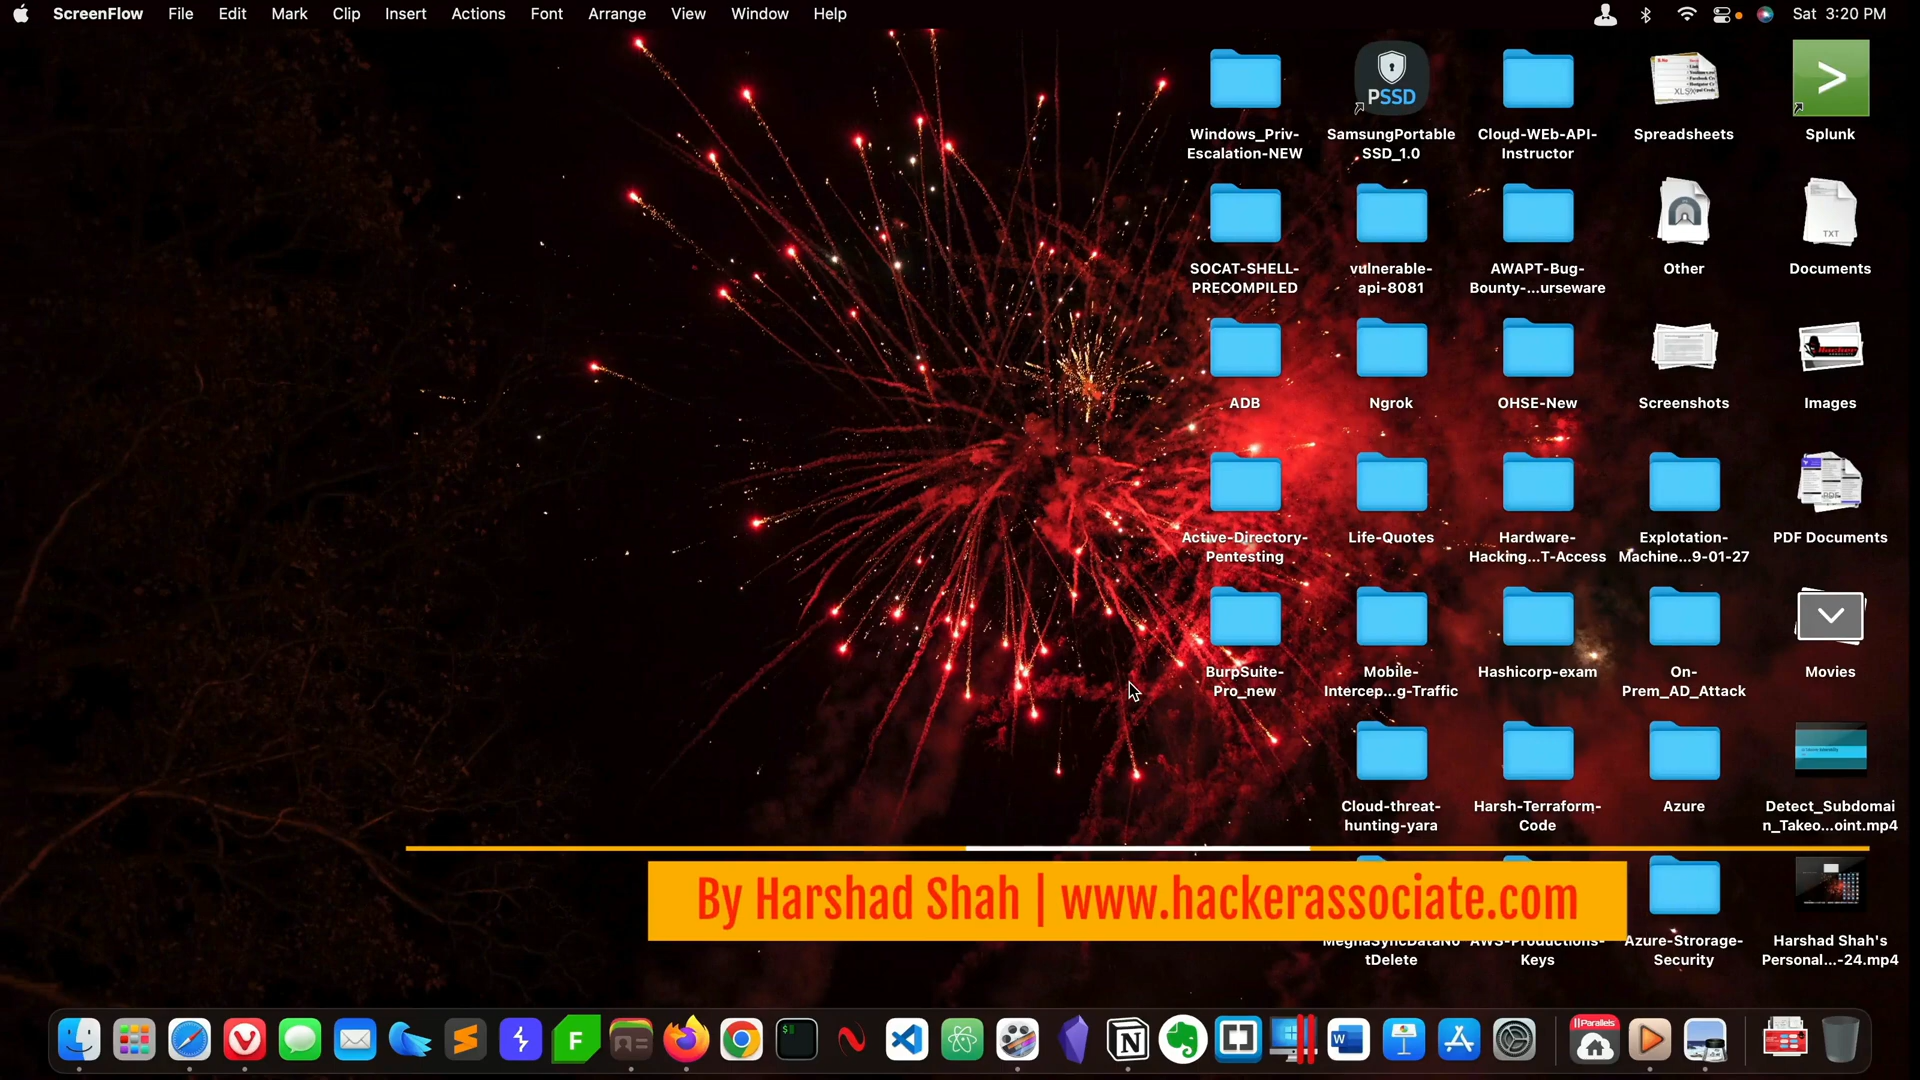 ScreenFlow File Edit Mark Clip Insert Actions Font Arrange View Window Help Sat 3:20 PM
Windows_Priv-
Escalation-NEW
PSSD
SamsungPortable
SSD_1.0
Cloud-WEb-API-
Instructor
XLSX
Spreadsheets
Splunk
SOCAT-SHELL-
PRECOMPILED
vulnerable-
api-8081
AWAPT-Bug-
Bounty-...urseware
Other
TXT
Documents
ADB
Ngrok
OHSE-New
Screenshots
Images
Active-Directory-
Pentesting
Life-Quotes
Hardware-
Hacking...T-Access
Explotation-
Machine...9-01-27
PDF Documents
BurpSuite-
Pro_new
Mobile-
Intercep...g-Traffic
Hashicorp-exam
On-
Prem_AD_Attack
Movies
Cloud-threat-
hunting-yara
Harsh-Terraform-
Code
Azure
Detect_Subdomai
n_Takeo...oint.mp4
By Harshad Shah | www.hackerassociate.com
MeghaSyncDataNo
tDelete
AWS-Productions-
Keys
Azure-Strorage-
Security
Harshad Shah's
Personal...-24.mp4